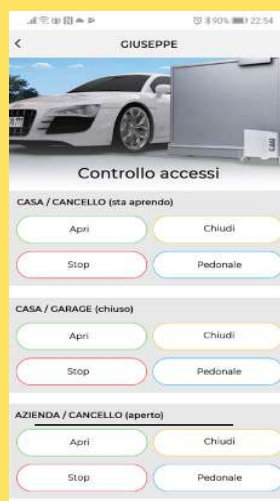 90% 22:54
GIUSEPPE
Controllo accessi
CASA / CANCELLO (sta aprendo)
Apri Chiudi
Stop Pedonale
CASA / GARAGE (chiuso)
Apri Chiudi
Stop Pedonale
AZIENDA / CANCELLO (aperto)
Apri Chiudi
Stop Pedonale